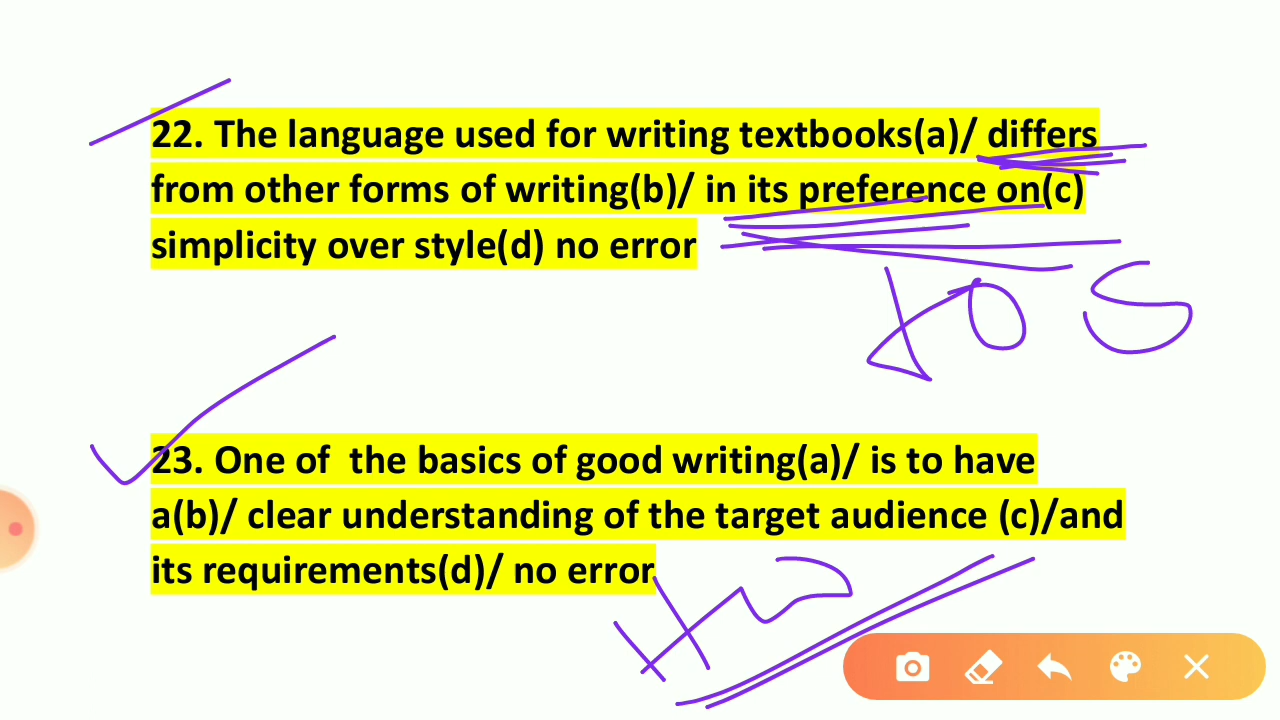 22. The language used for writing textbooks(a)/ differs
from other forms of writing(b)/ in its preference on(c)
simplicity over style(d) no error
23. One of  the basics of good writing(a)/ is to have
a(b)/ clear understanding of the target audience (c)/and
its requirements(d)/ no error